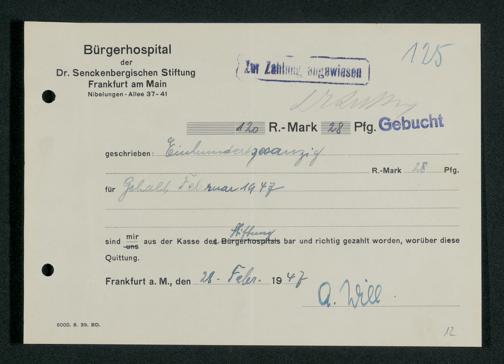 125
Bürgerhospital
der
Dr. Senckenbergischen Stiftung
Frankfurt am Main
Nibelungen-Allee 37-41
Zur Zahlung angewiesen
120 R.-Mark 28 Pfg. Gebucht
geschrieben: Einhundertzwanzig
R.-Mark 28 Pfg.
für Gehalt Februar 1947
Stiftung
sind mir uns aus der Kasse des Bürgerhospitals bar und richtig gezahlt worden, worüber diese
Quittung.
Frankfurt a. M., den 28. Febr. 1947
A. Will.
6000. 8. 39. BD.
12